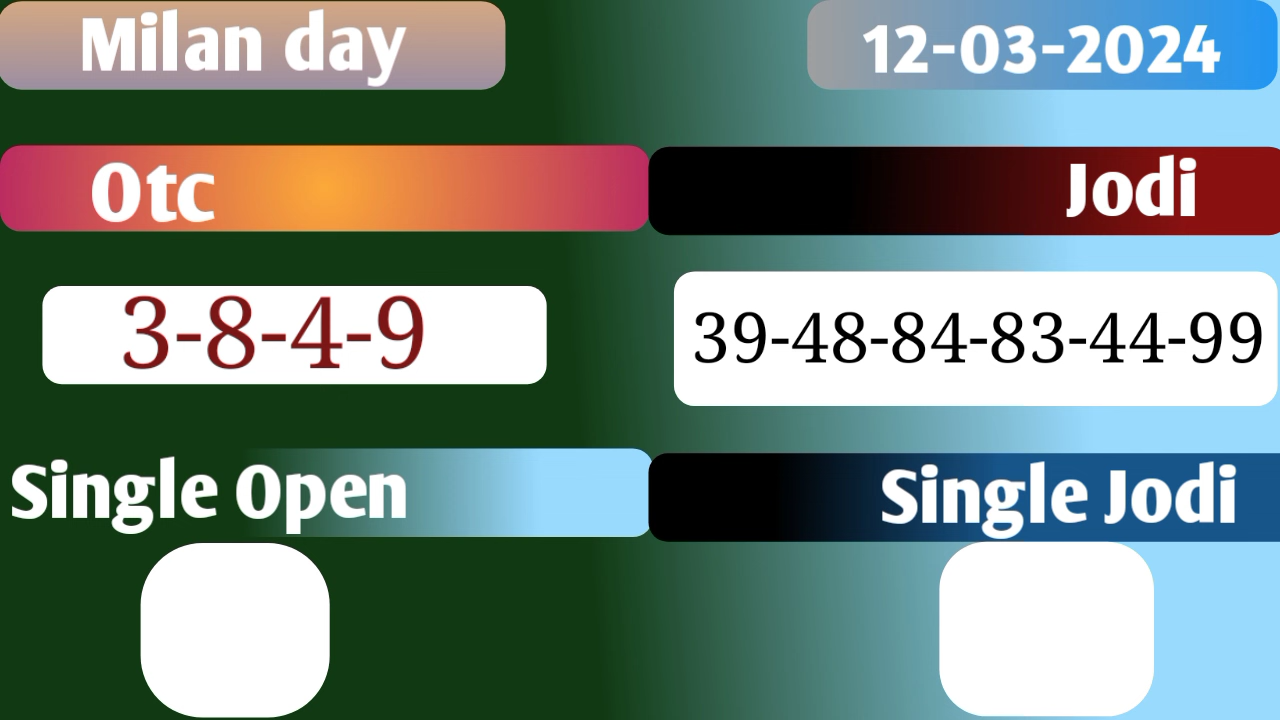 Milan day
12-03-2024
Otc
Jodi
3-8-4-9
39-48-84-83-44-99
Single Open
Single Jodi